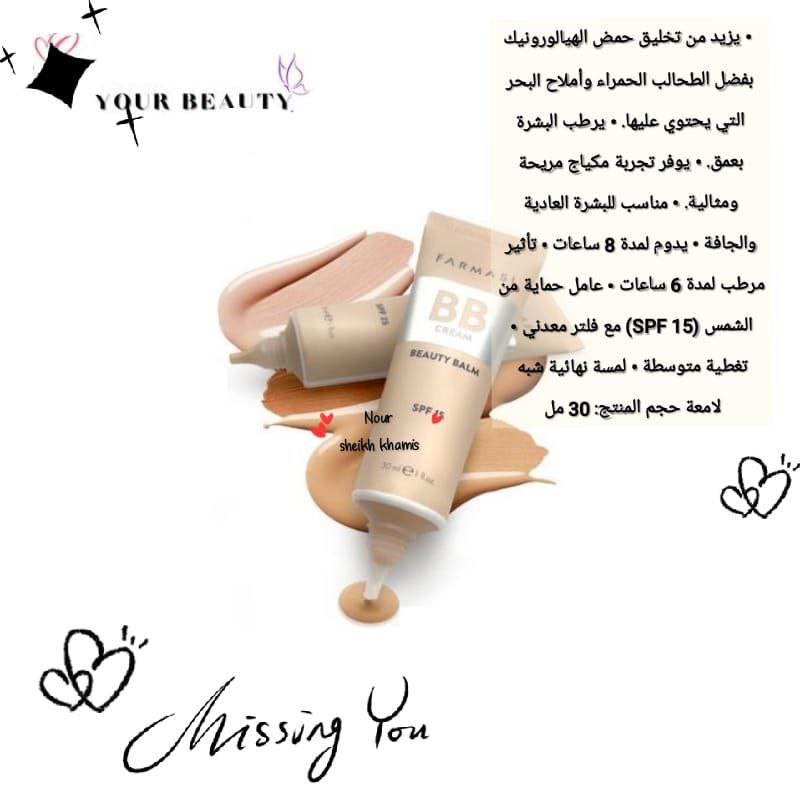 YOUR BEAUTY
• يزيد من تخليق حمض الهيالورونيك
بفضل الطحالب الحمراء وأملاح البحر
التي يحتوي عليها. • يرطب البشرة
بعمق. • يوفر تجربة مكياج مريحة
ومثالية. • مناسب للبشرة العادية
والجافة • يدوم لمدة 8 ساعات • تأثير
مرطب لمدة 6 ساعات • عامل حماية من
الشمس (SPF 15) مع فلتر معدني •
تغطية متوسطة • لمسة نهائية شبه
لامعة حجم المنتج: 30 مل
FARMASI
BB
CREAM
BEAUTY BALM
SPF 15
30 ml e 1 fl.oz.
Nour
sheikh khamis
Missing You